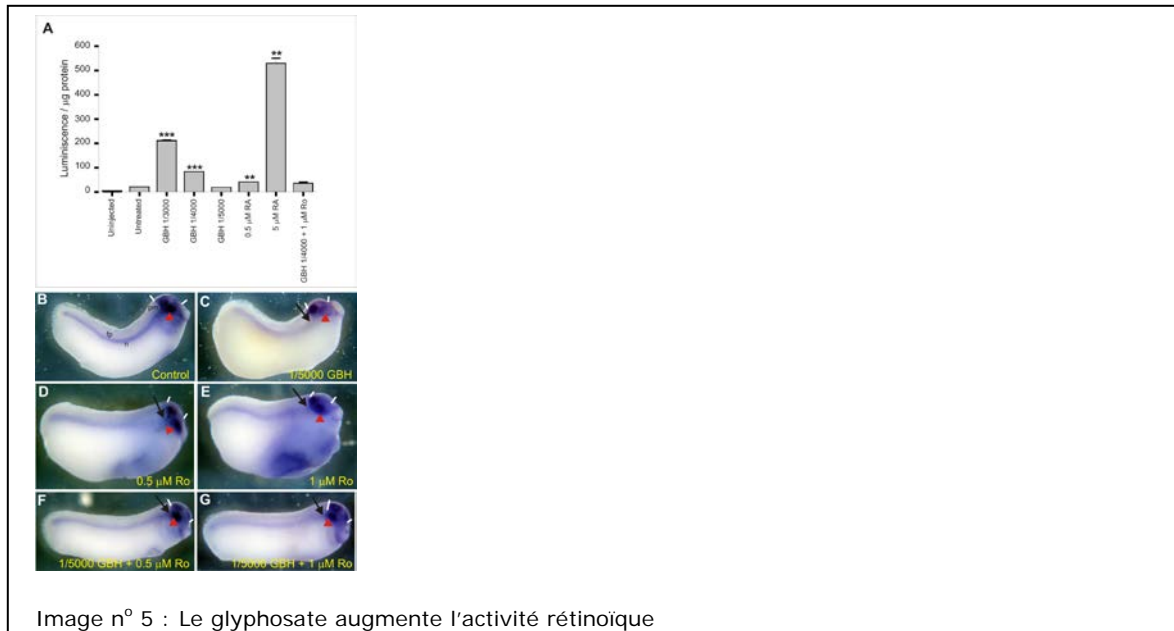 A
600
500
400
300
200
100
0
Luminiscence / µg protein
***
***
**
**
Uninjected
Untreated
GBH 1/3000
GBH 1/4000
GBH 1/5000
0.5 µM RA
5 µM RA
GBH 1/4000 + 1 µM Ro
B
fp
n
Control
C
1/5000 GBH
D
0.5 µM Ro
E
1 µM Ro
F
1/5000 GBH + 0.5 µM Ro
G
1/5000 GBH + 1 µM Ro
Image nº 5 : Le glyphosate augmente l'activité rétinoïque